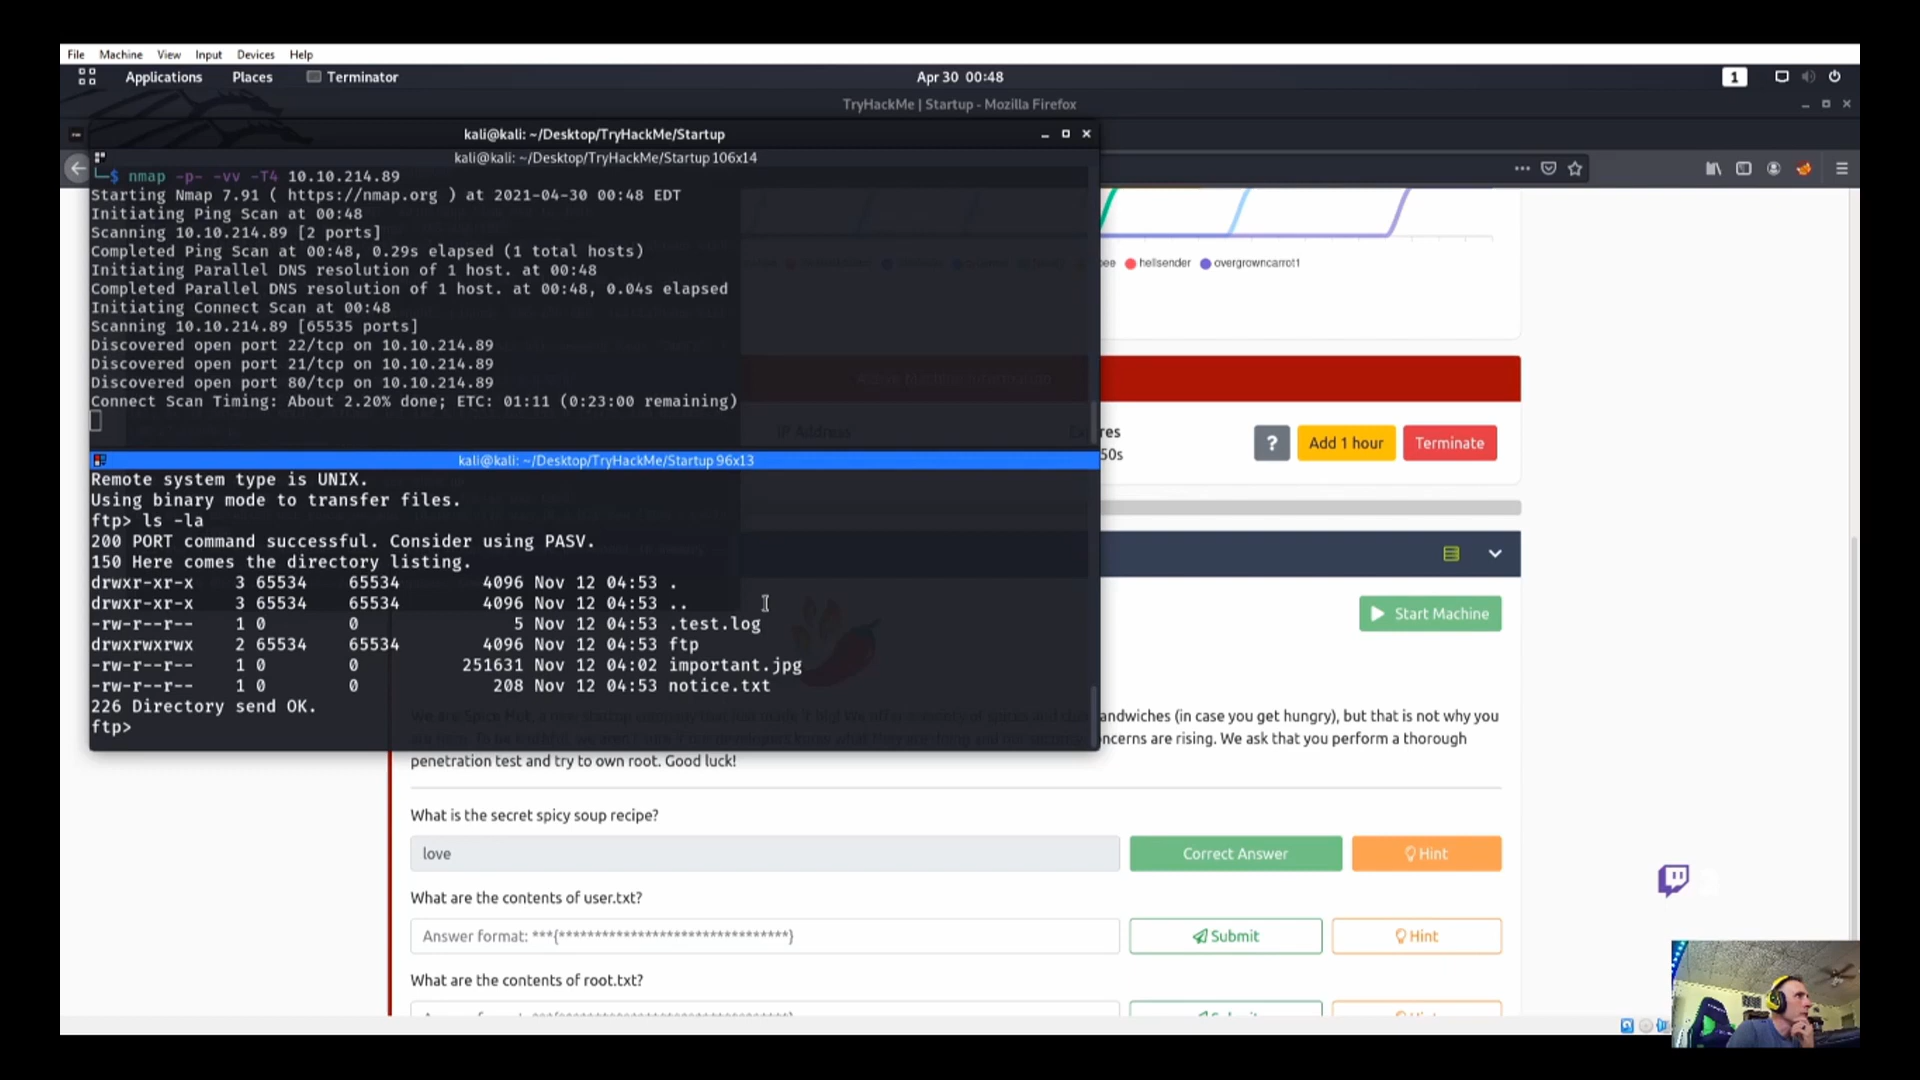 File Machine View Input Devices Help
Applications Places Terminator Apr 30 00:48 1
TryHackMe | Startup - Mozilla Firefox
kali@kali: ~/Desktop/TryHackMe/Startup
kali@kali: ~/Desktop/TryHackMe/Startup 106x14
└─$ nmap -p- -vv -T4 10.10.214.89
Starting Nmap 7.91 ( https://nmap.org ) at 2021-04-30 00:48 EDT
Initiating Ping Scan at 00:48
Scanning 10.10.214.89 [2 ports]
Completed Ping Scan at 00:48, 0.29s elapsed (1 total hosts)
Initiating Parallel DNS resolution of 1 host. at 00:48
Completed Parallel DNS resolution of 1 host. at 00:48, 0.04s elapsed
Initiating Connect Scan at 00:48
Scanning 10.10.214.89 [65535 ports]
Discovered open port 22/tcp on 10.10.214.89
Discovered open port 21/tcp on 10.10.214.89
Discovered open port 80/tcp on 10.10.214.89
Connect Scan Timing: About 2.20% done; ETC: 01:11 (0:23:00 remaining)
hellsender overgrowncarrot1
IP Address
res
50s
? Add 1 hour Terminate
kali@kali: ~/Desktop/TryHackMe/Startup 96x13
Remote system type is UNIX.
Using binary mode to transfer files.
ftp> ls -la
200 PORT command successful. Consider using PASV.
150 Here comes the directory listing.
drwxr-xr-x 3 65534 65534 4096 Nov 12 04:53 .
drwxr-xr-x 3 65534 65534 4096 Nov 12 04:53 ..
-rw-r--r-- 1 0 0 5 Nov 12 04:53 .test.log
drwxrwxrwx 2 65534 65534 4096 Nov 12 04:53 ftp
-rw-r--r-- 1 0 0 251631 Nov 12 04:02 important.jpg
-rw-r--r-- 1 0 0 208 Nov 12 04:53 notice.txt
226 Directory send OK.
ftp>
Start Machine
andwiches (in case you get hungry), but that is not why you
ncerns are rising. We ask that you perform a thorough
penetration test and try to own root. Good luck!
What is the secret spicy soup recipe?
love Correct Answer Hint
What are the contents of user.txt?
Answer format: ***{********************************} Submit Hint
What are the contents of root.txt?